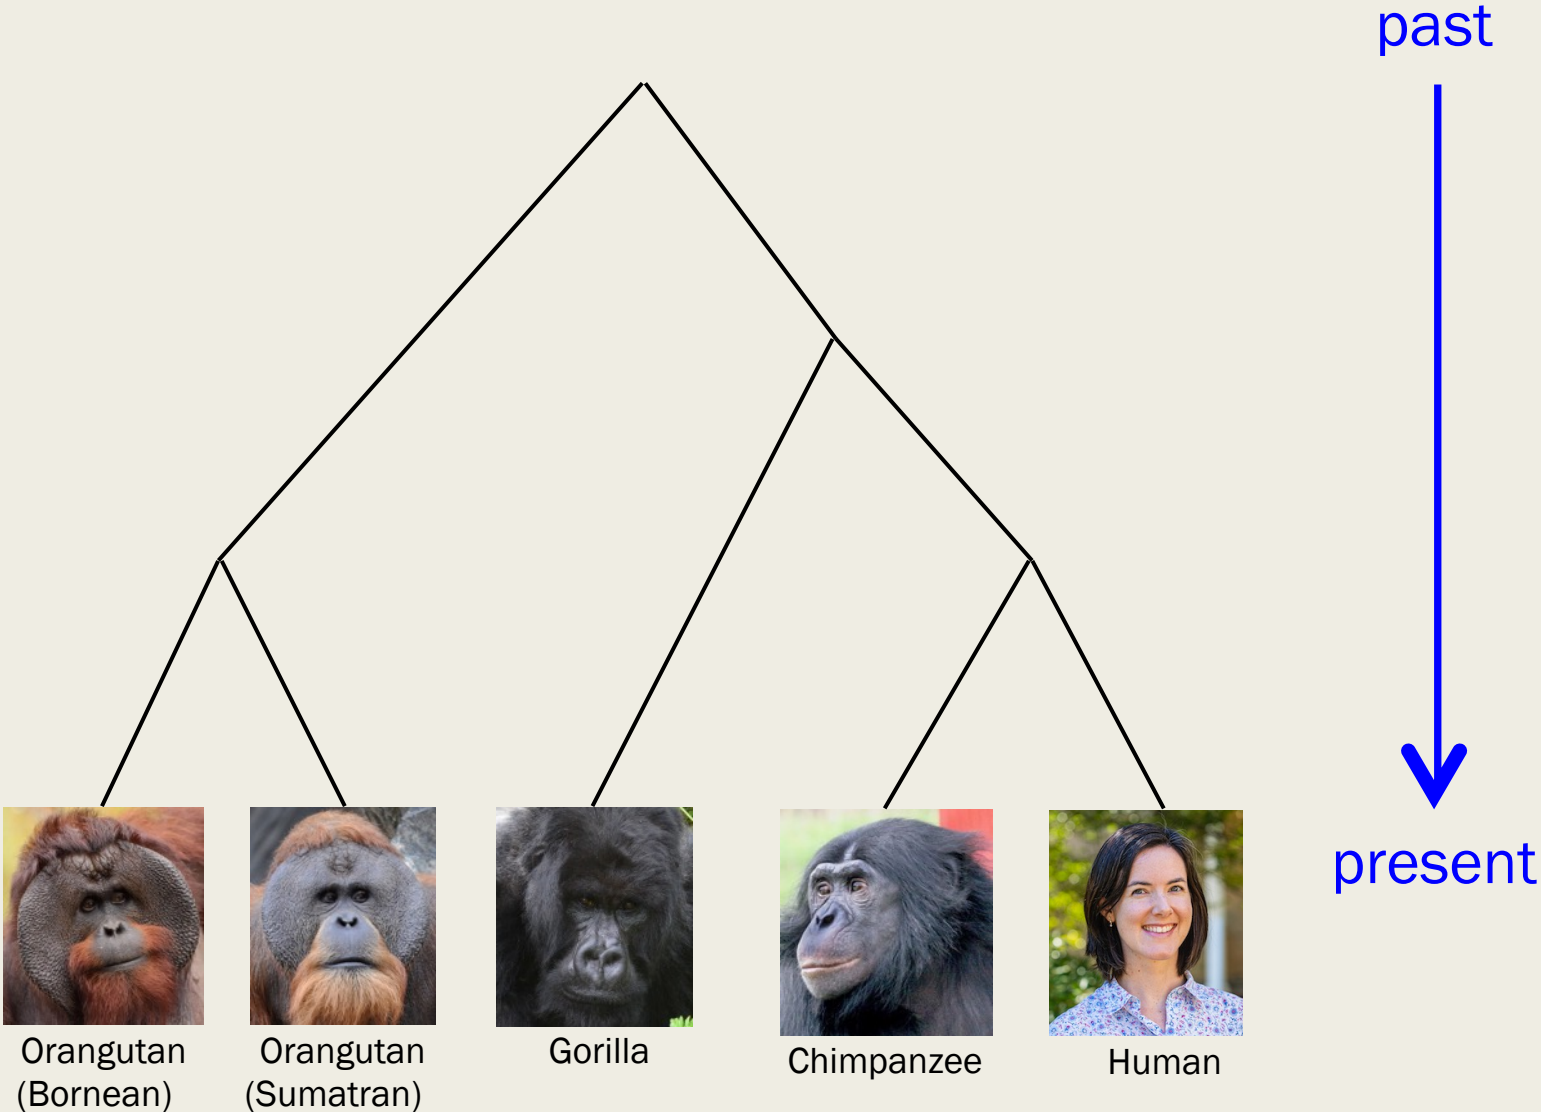 past
present
Orangutan
(Bornean)
Orangutan
(Sumatran)
Gorilla
Chimpanzee
Human